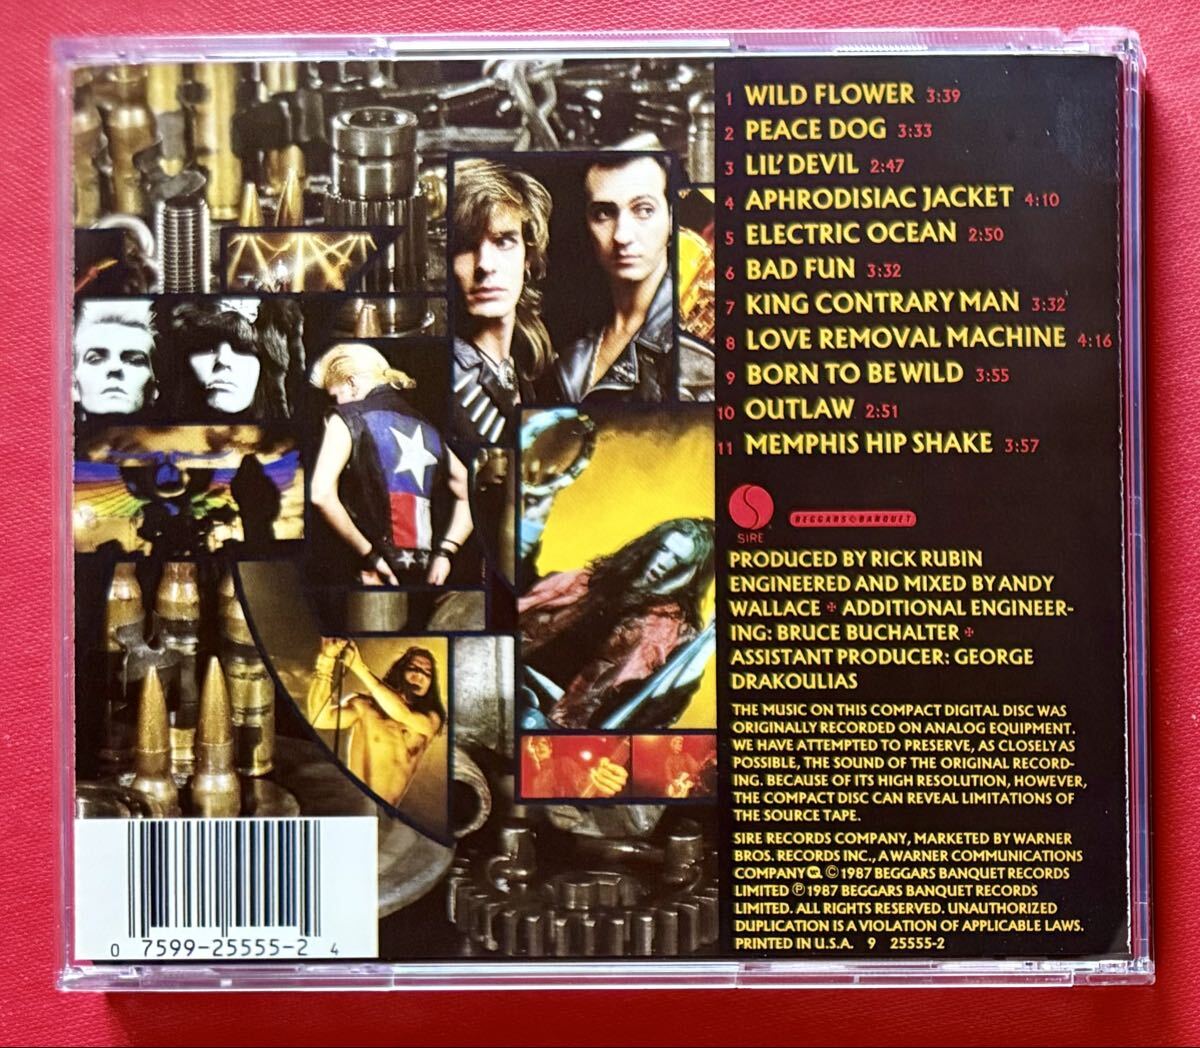 1 WILD FLOWER 3:39
2 PEACE DOG 3:33
3 LIL' DEVIL 2:47
4 APHRODISIAC JACKET 4:10
5 ELECTRIC OCEAN 2:50
6 BAD FUN 3:32
7 KING CONTRARY MAN 3:32
8 LOVE REMOVAL MACHINE 4:16
9 BORN TO BE WILD 3:55
10 OUTLAW 2:51
11 MEMPHIS HIP SHAKE 3:57
SIRE
BEGGARS BANQUET
PRODUCED BY RICK RUBIN
ENGINEERED AND MIXED BY ANDY
WALLACE ✠ ADDITIONAL ENGINEER-
ING: BRUCE BUCHALTER ✠
ASSISTANT PRODUCER: GEORGE
DRAKOULIAS
THE MUSIC ON THIS COMPACT DIGITAL DISC WAS
ORIGINALLY RECORDED ON ANALOG EQUIPMENT.
WE HAVE ATTEMPTED TO PRESERVE, AS CLOSELY AS
POSSIBLE, THE SOUND OF THE ORIGINAL RECORD-
ING. BECAUSE OF ITS HIGH RESOLUTION, HOWEVER,
THE COMPACT DISC CAN REVEAL LIMITATIONS OF
THE SOURCE TAPE.
SIRE RECORDS COMPANY, MARKETED BY WARNER
BROS. RECORDS INC., A WARNER COMMUNICATIONS
COMPANY © 1987 BEGGARS BANQUET RECORDS
LIMITED ℗ 1987 BEGGARS BANQUET RECORDS
LIMITED. ALL RIGHTS RESERVED. UNAUTHORIZED
DUPLICATION IS A VIOLATION OF APPLICABLE LAWS.
PRINTED IN U.S.A. 9 25555-2
0 7599-25555-2 4